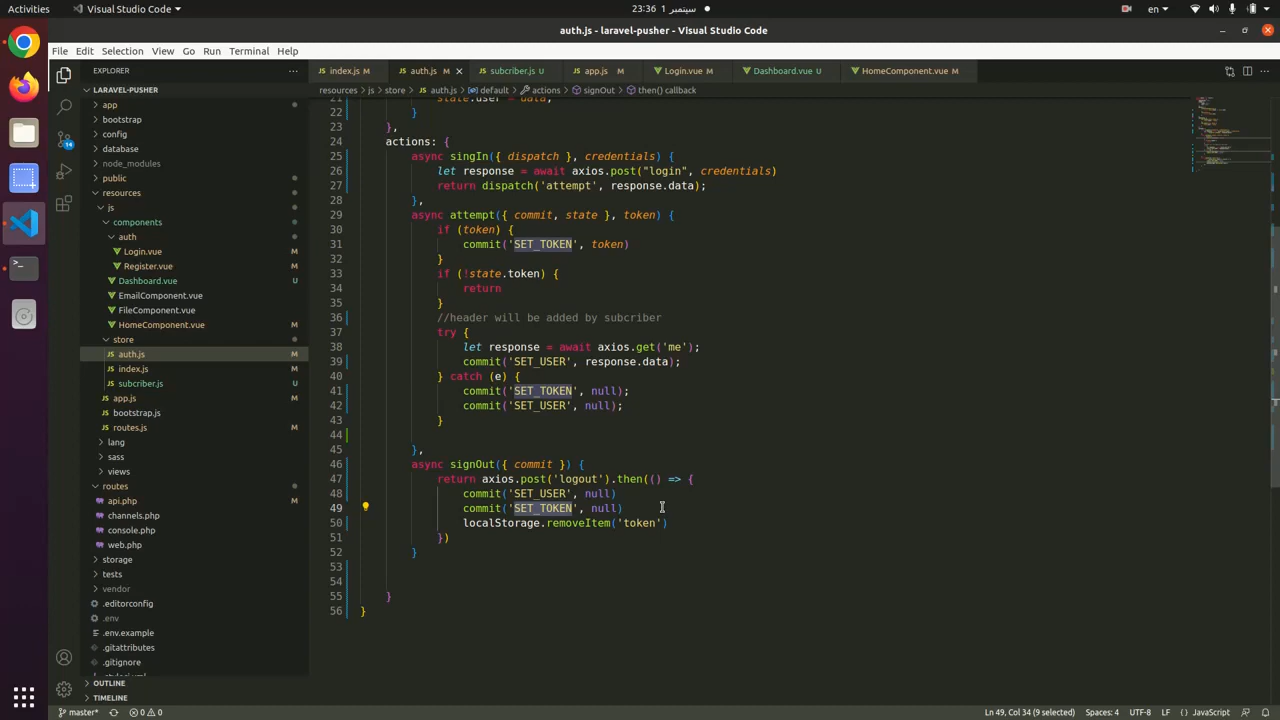 Activities
Visual Studio Code
سبتمبر 1 23:36
en
auth.js - laravel-pusher - Visual Studio Code
File Edit Selection View Go Run Terminal Help
EXPLORER
index.js M
auth.js M
subcriber.js U
app.js M
Login.vue M
Dashboard.vue U
HomeComponent.vue M
resources > js > store > auth.js > default > actions > signOut > then() callback
LARAVEL-PUSHER
app
bootstrap
config
database
node_modules
public
resources
js
components
auth
Login.vue
Register.vue
Dashboard.vue U
EmailComponent.vue
FileComponent.vue
HomeComponent.vue M
store
auth.js M
index.js M
subcriber.js U
app.js M
bootstrap.js
routes.js M
lang
sass
views
routes
api.php M
channels.php
console.php
web.php
storage
tests
vendor
.editorconfig
.env
.env.example
.gitattributes
.gitignore
OUTLINE
TIMELINE
14
21 state.user = data;
22 }
23 },
24 actions: {
25 async singIn({ dispatch }, credentials) {
26 let response = await axios.post("login", credentials)
27 return dispatch('attempt', response.data);
28 },
29 async attempt({ commit, state }, token) {
30 if (token) {
31 commit('SET_TOKEN', token)
32 }
33 if (!state.token) {
34 return
35 }
36 //header will be added by subcriber
37 try {
38 let response = await axios.get('me');
39 commit('SET_USER', response.data);
40 } catch (e) {
41 commit('SET_TOKEN', null);
42 commit('SET_USER', null);
43 }
44
45 },
46 async signOut({ commit }) {
47 return axios.post('logout').then(() => {
48 commit('SET_USER', null)
49 commit('SET_TOKEN', null)
50 localStorage.removeItem('token')
51 })
52 }
53
54
55 }
56 }
master* 0 0
Ln 49, Col 34 (9 selected) Spaces: 4 UTF-8 LF {} JavaScript